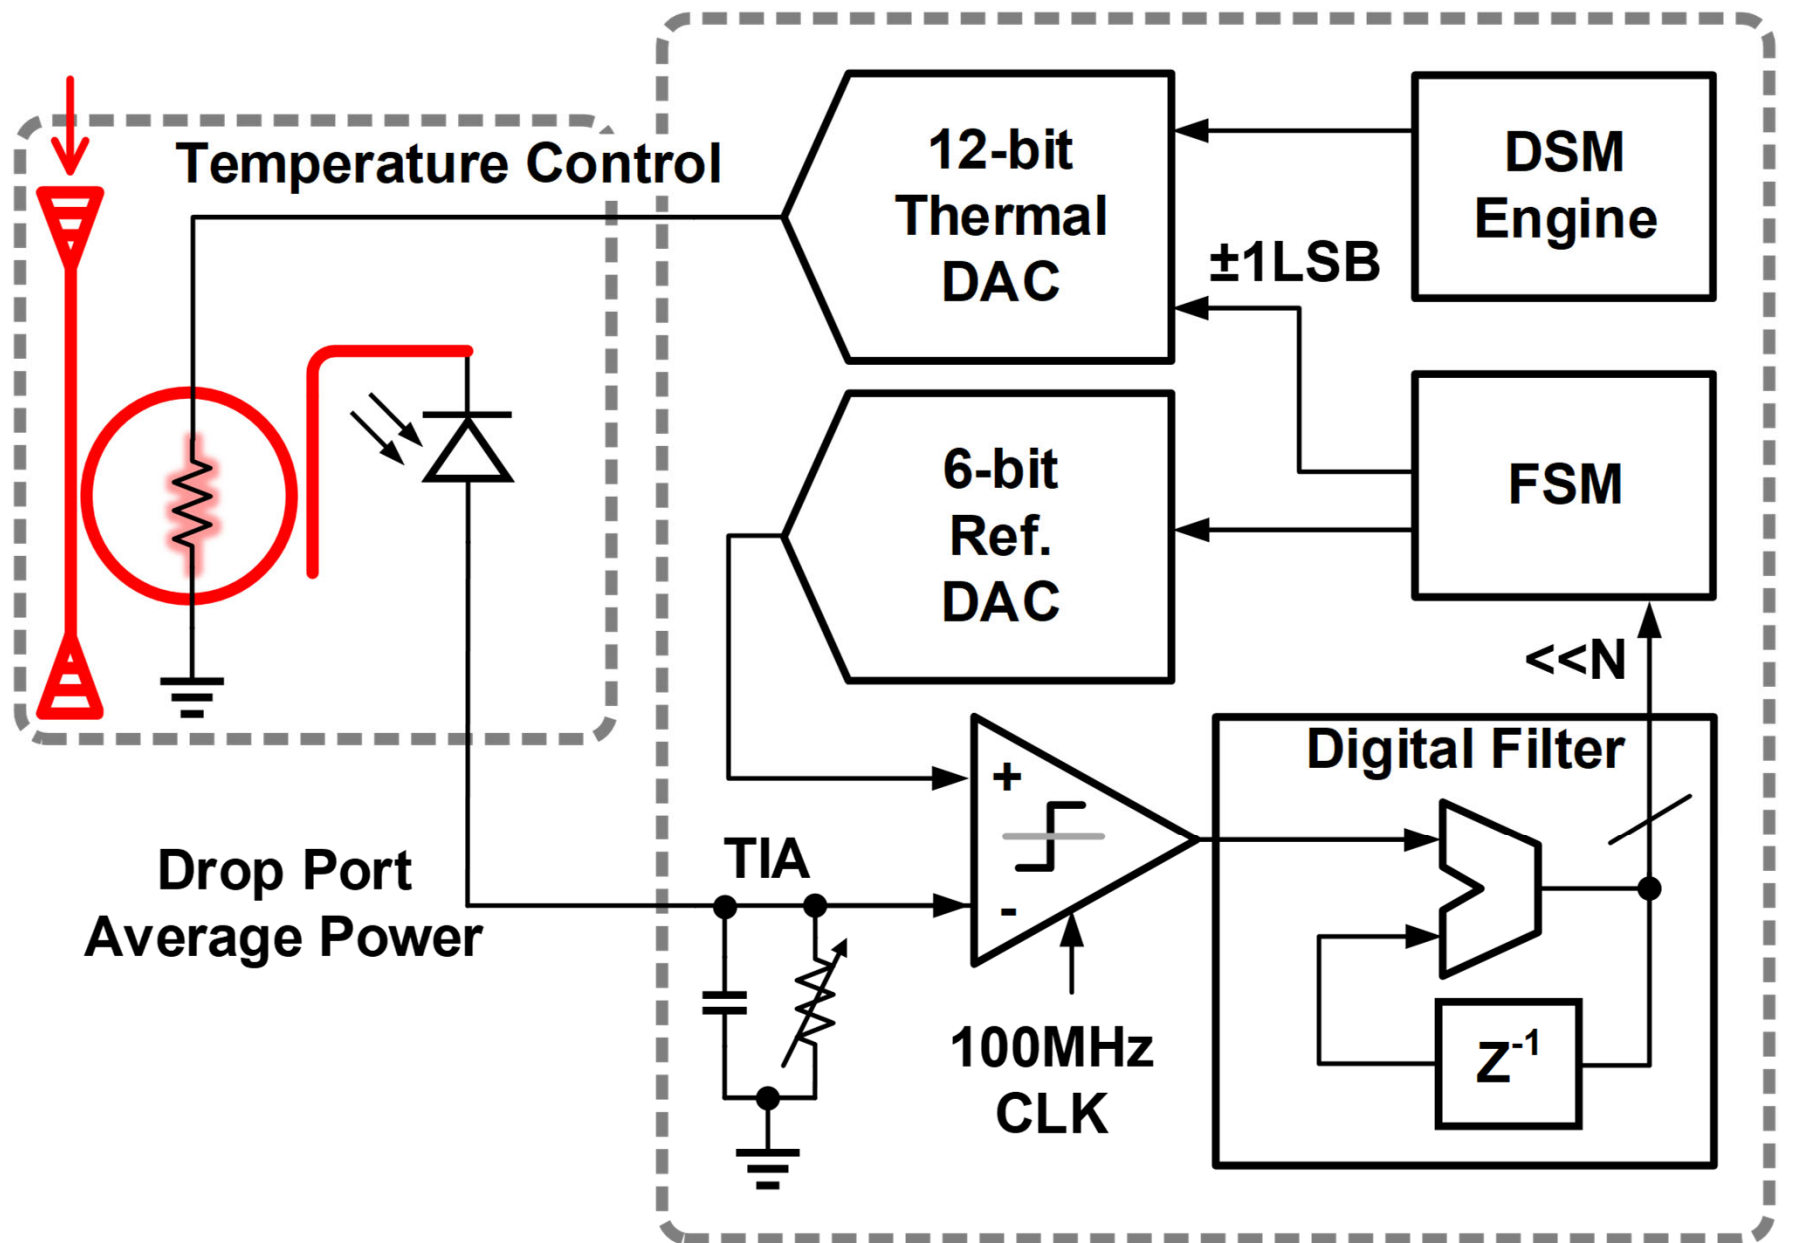 Temperature Control
12-bit
Thermal
DAC
DSM
Engine
±1LSB
6-bit
Ref.
DAC
FSM
<<N
Digital Filter
+
-
TIA
Drop Port
Average Power
100MHz
CLK
Z-1